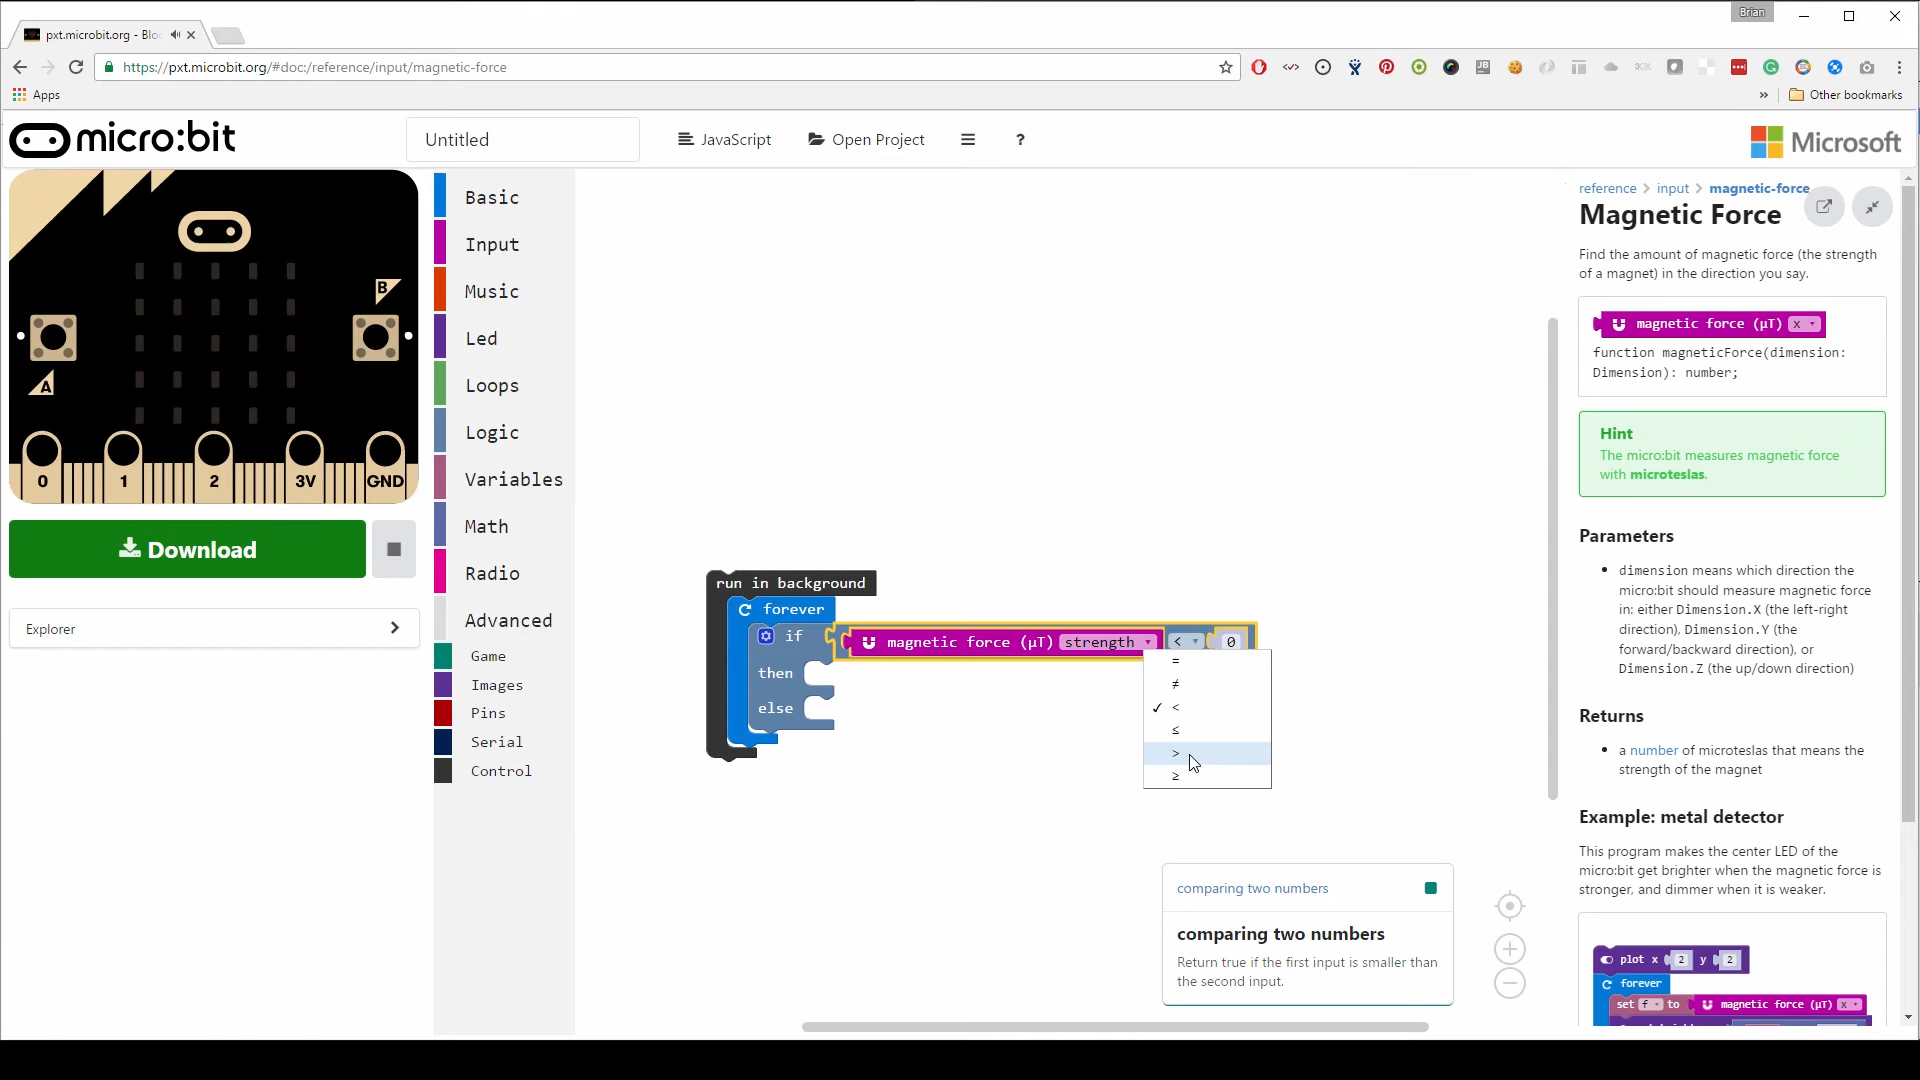 Brian
pxt.microbit.org - Bloc
https://pxt.microbit.org/#doc:/reference/input/magnetic-force
Apps
» Other bookmarks
micro:bit
Untitled
JavaScript
Open Project
?
Microsoft
B
A
0 1 2 3V GND
Download
Explorer
Basic
Input
Music
Led
Loops
Logic
Variables
Math
Radio
Advanced
Game
Images
Pins
Serial
Control
run in background
forever
if magnetic force (µT) strength < 0
then
else
=
≠
✓ <
≤
>
≥
comparing two numbers
comparing two numbers
Return true if the first input is smaller than
the second input.
reference > input > magnetic-force
Magnetic Force
Find the amount of magnetic force (the strength
of a magnet) in the direction you say.
magnetic force (µT) x
function magneticForce(dimension:
Dimension): number;
Hint
The micro:bit measures magnetic force
with microteslas.
Parameters
• dimension means which direction the
micro:bit should measure magnetic force
in: either Dimension.X (the left-right
direction), Dimension.Y (the
forward/backward direction), or
Dimension.Z (the up/down direction)
Returns
• a number of microteslas that means the
strength of the magnet
Example: metal detector
This program makes the center LED of the
micro:bit get brighter when the magnetic force is
stronger, and dimmer when it is weaker.
plot x 2 y 2
forever
set f to magnetic force (µT) x